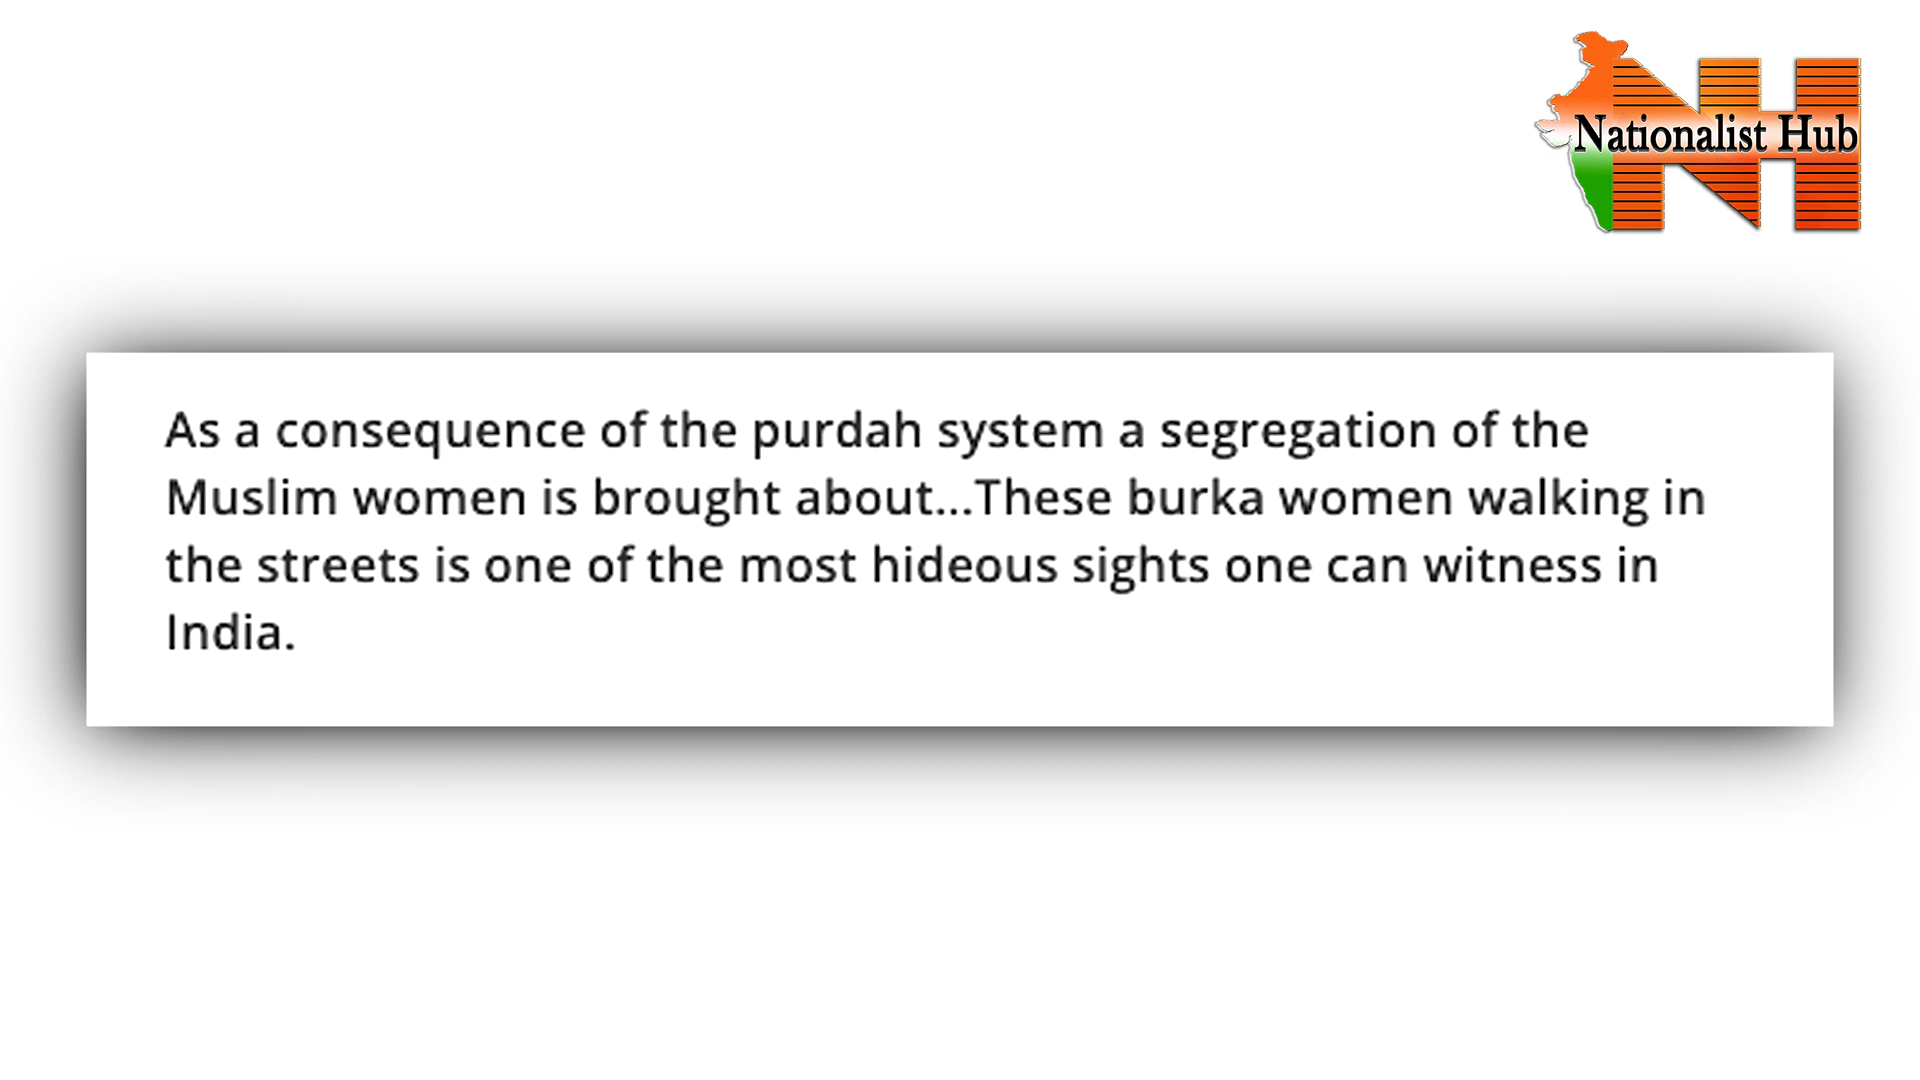 Nationalist Hub
As a consequence of the purdah system a segregation of the
Muslim women is brought about...These burka women walking in
the streets is one of the most hideous sights one can witness in
India.